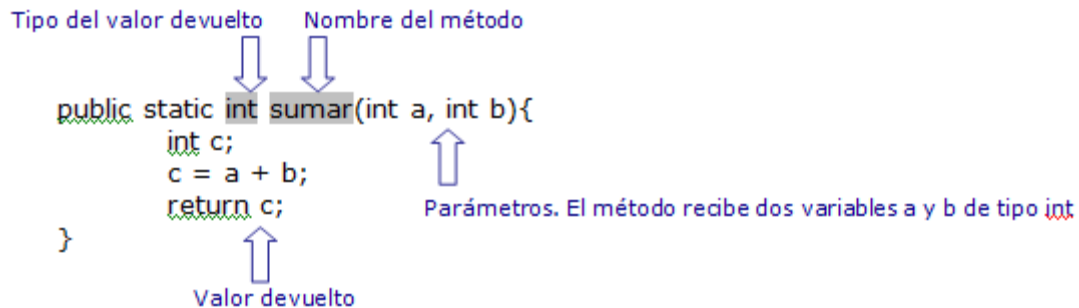 Tipo del valor devuelto Nombre del método
public static int sumar(int a, int b){
int c;
c = a + b;
return c;
Parámetros. El método recibe dos variables a y b de tipo int
}
Valor devuelto